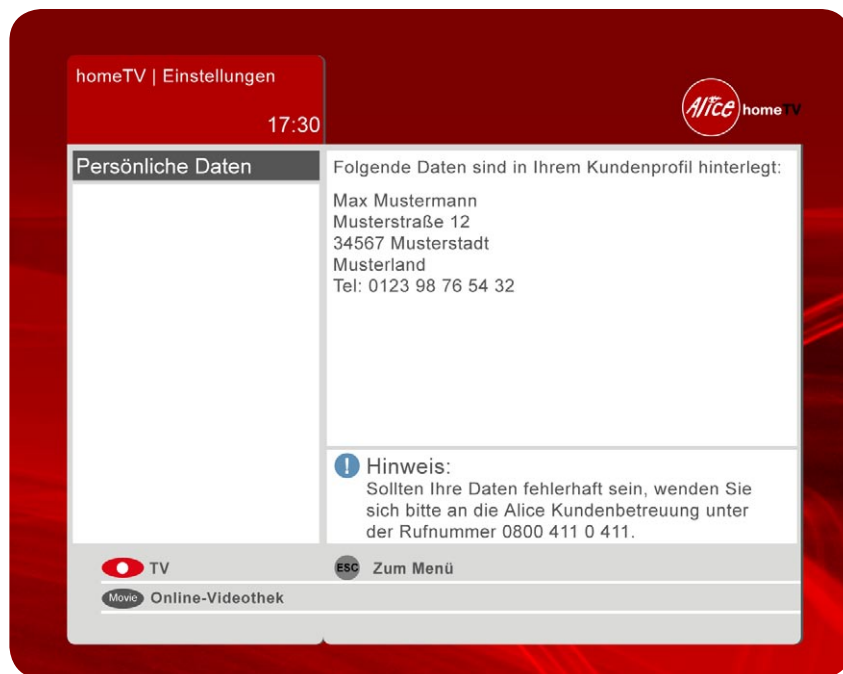 homeTV | Einstellungen
17:30
Alice homeTV
Persönliche Daten
Folgende Daten sind in Ihrem Kundenprofil hinterlegt:
Max Mustermann
Musterstraße 12
34567 Musterstadt
Musterland
Tel: 0123 98 76 54 32
! Hinweis:
Sollten Ihre Daten fehlerhaft sein, wenden Sie
sich bitte an die Alice Kundenbetreuung unter
der Rufnummer 0800 411 0 411.
TV
ESC Zum Menü
Movie Online-Videothek